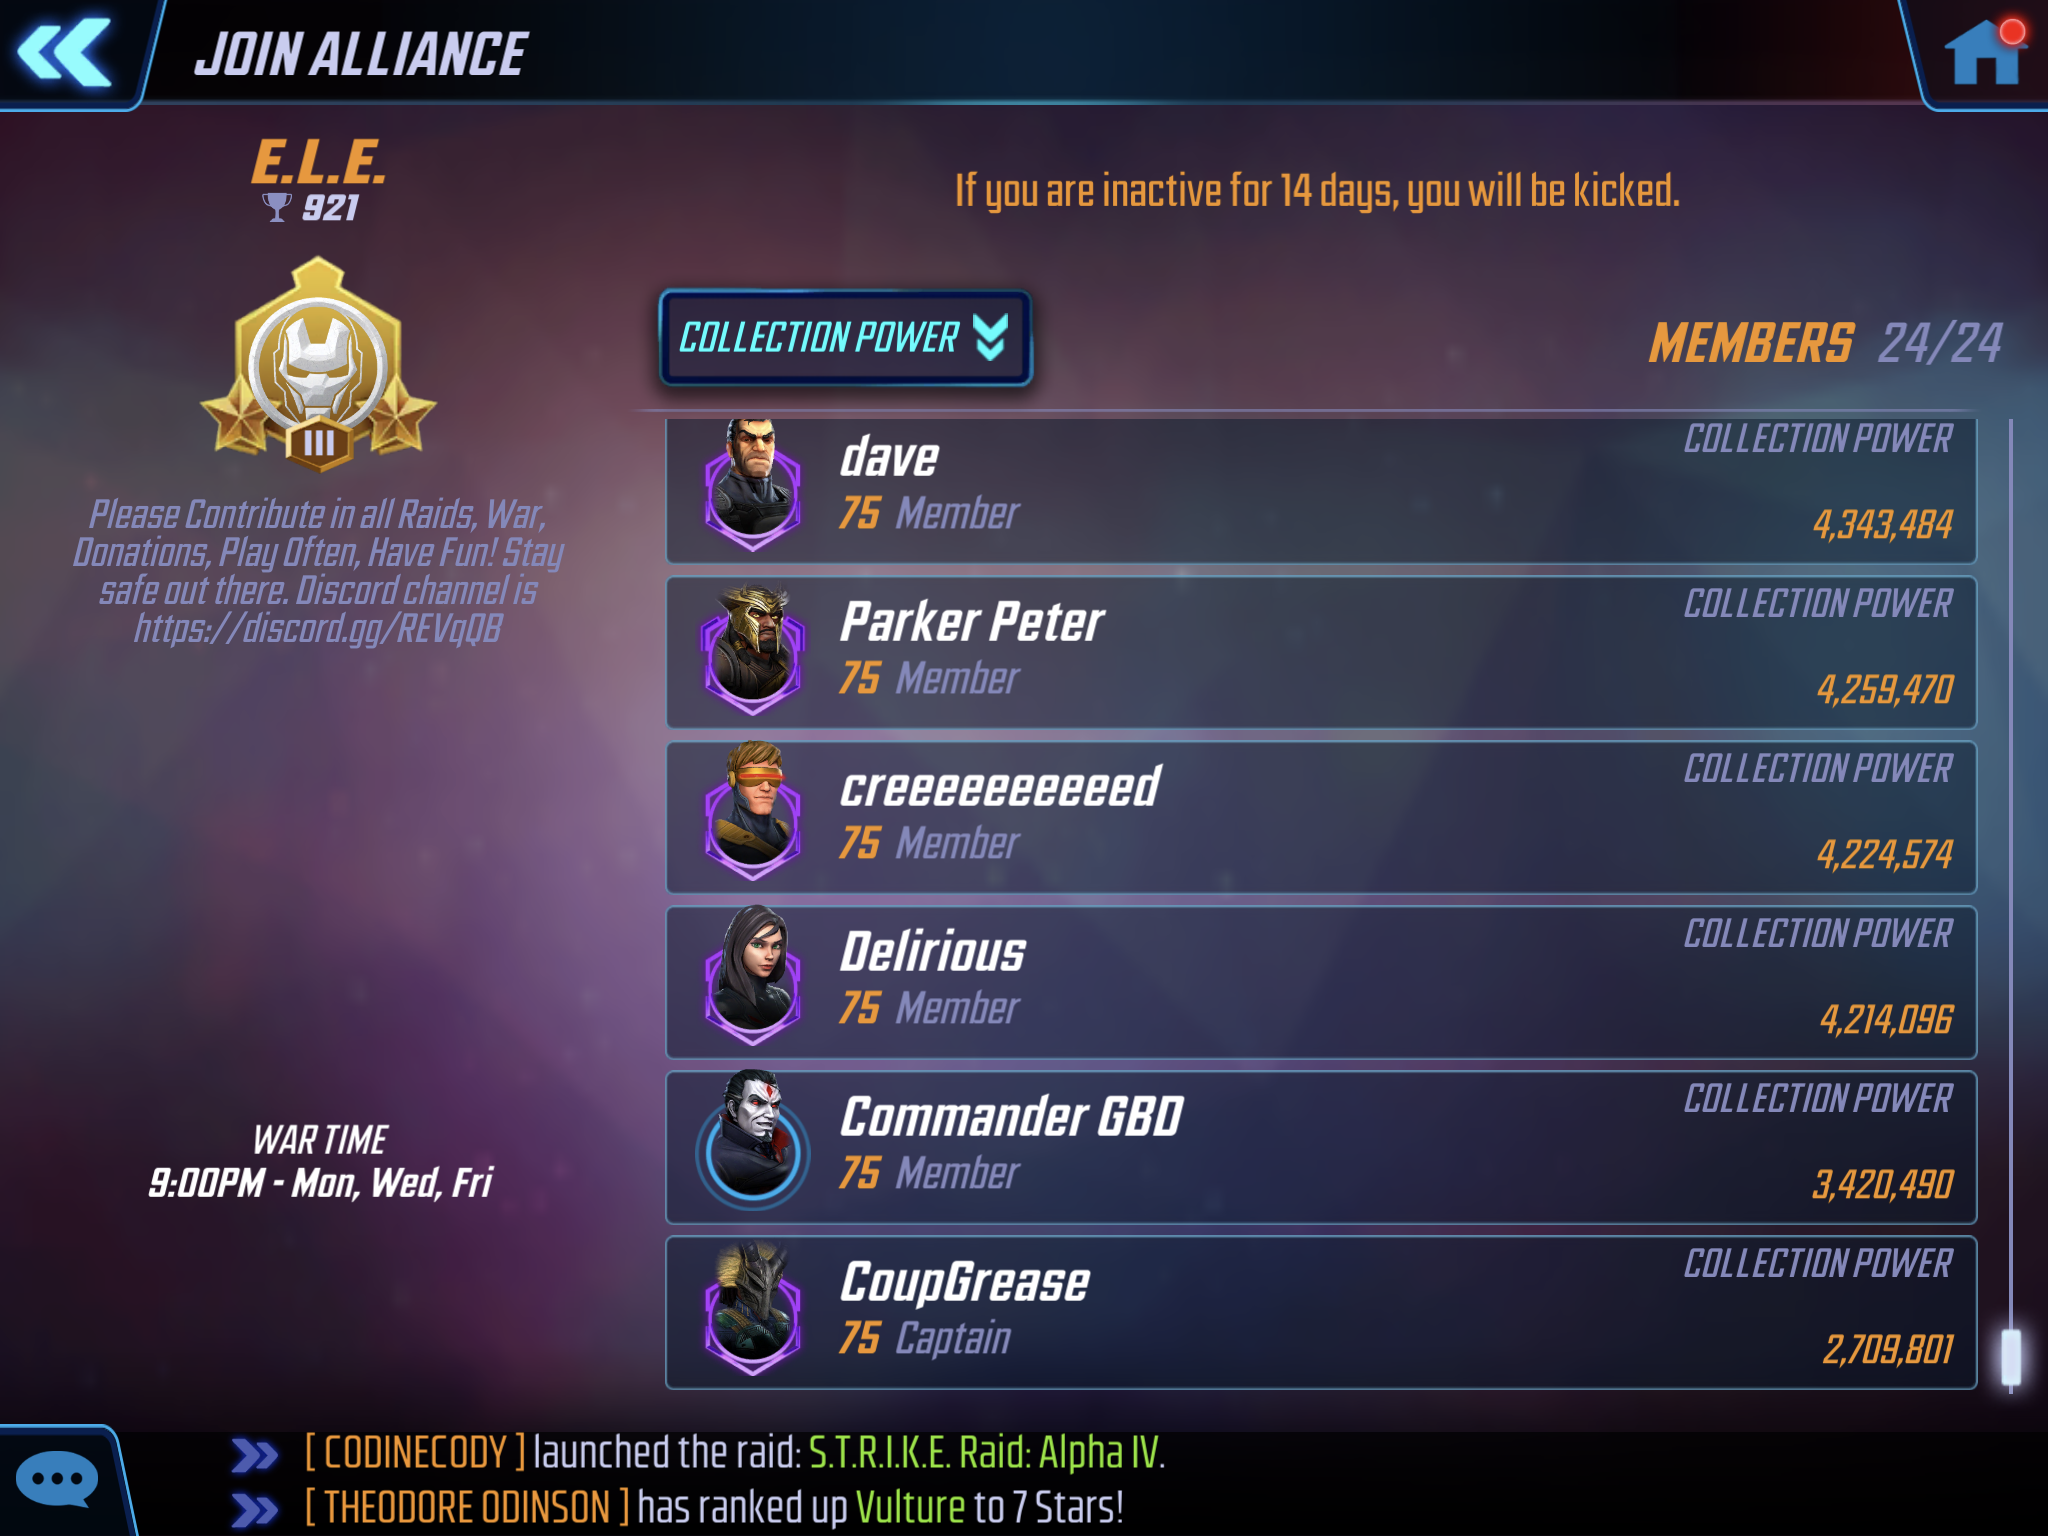 JOIN ALLIANCE
E.L.E.
921
III
Please Contribute in all Raids, War,
Donations, Play Often, Have Fun! Stay
safe out there. Discord channel is
https://discord.gg/REVqQB
WAR TIME
9:00PM - Mon, Wed, Fri
If you are inactive for 14 days, you will be kicked.
COLLECTION POWER
MEMBERS 24/24
dave
75 Member
COLLECTION POWER
4,343,484
Parker Peter
75 Member
COLLECTION POWER
4,259,470
creeeeeeeeeed
75 Member
COLLECTION POWER
4,224,574
Delirious
75 Member
COLLECTION POWER
4,214,096
Commander GBD
75 Member
COLLECTION POWER
3,420,490
CoupGrease
75 Captain
COLLECTION POWER
2,709,801
[ CODINECODY ] launched the raid: S.T.R.I.K.E. Raid: Alpha IV.
[ THEODORE ODINSON ] has ranked up Vulture to 7 Stars!